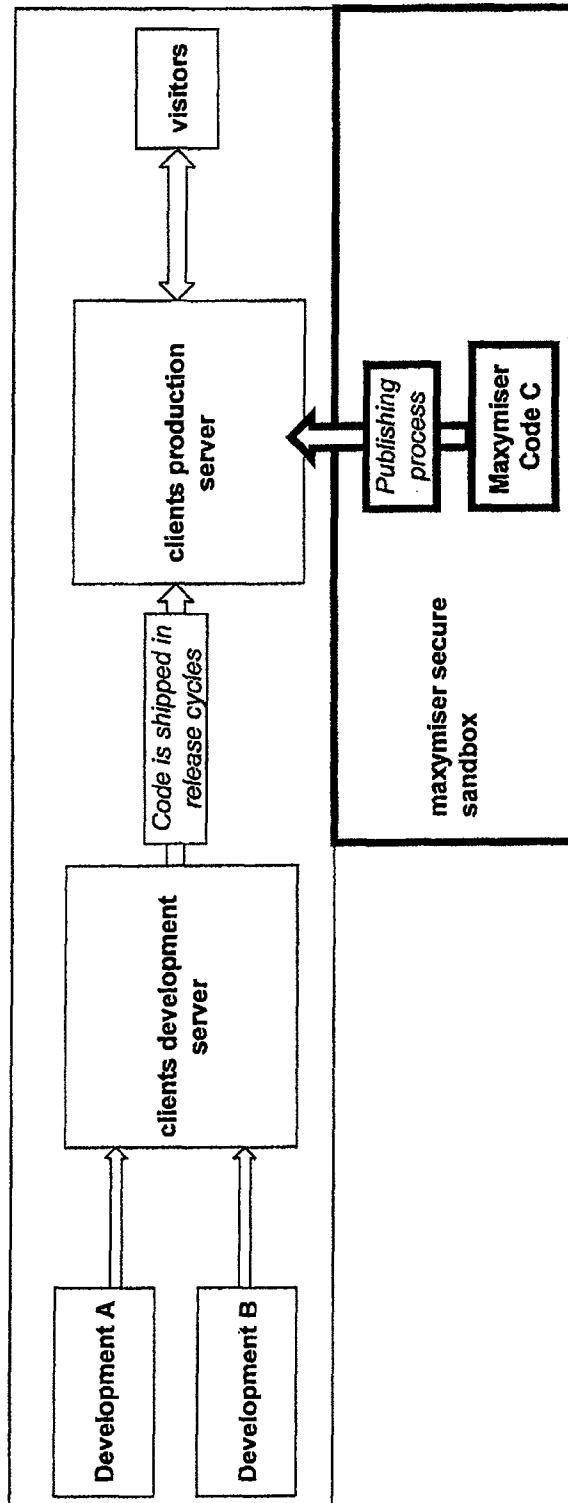 Development A
Development B
clients development
server
Code is shipped in
release cycles
clients production
server
visitors
maxymiser secure
sandbox
Publishing
process
Maxymiser
Code C